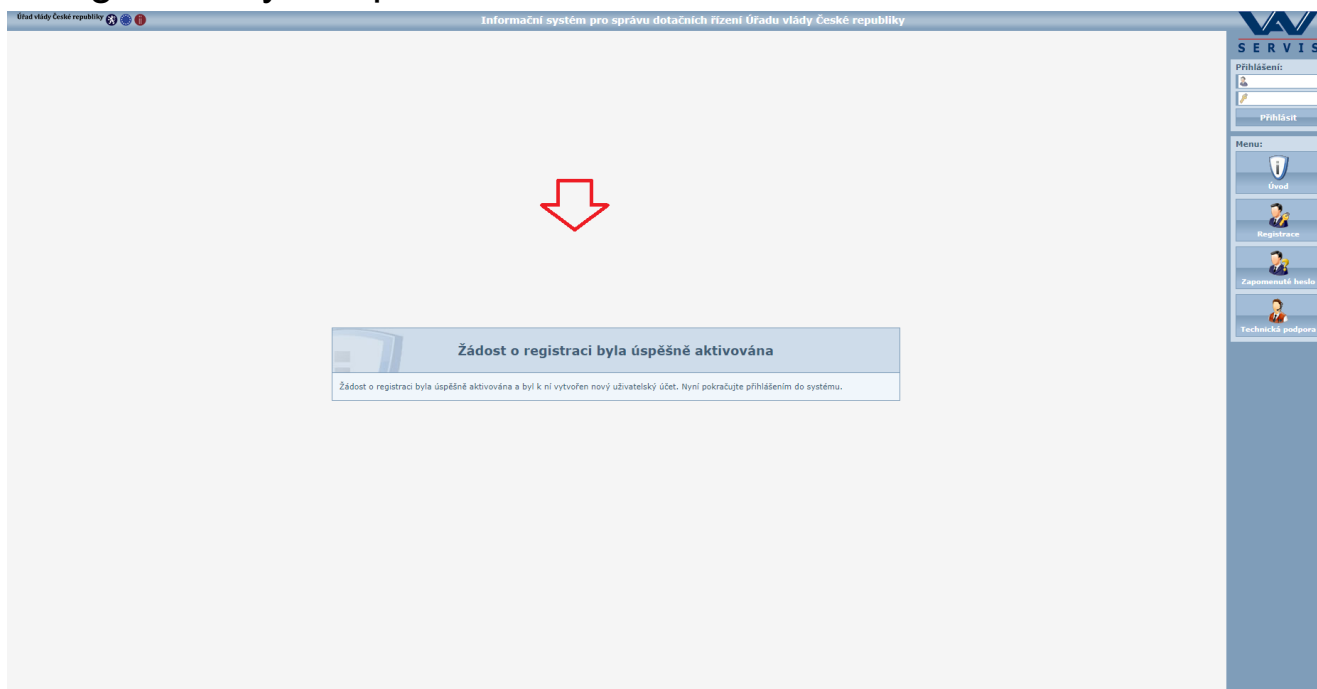 Úřad vlády České republiky
Informační systém pro správu dotačních řízení Úřadu vlády České republiky
VAV
SERVIS
Přihlášení:
Přihlásit
Menu:
Úvod
Registrace
Zapomenuté heslo
Technická podpora
Žádost o registraci byla úspěšně aktivována
Žádost o registraci byla úspěšně aktivována a byl k ní vytvořen nový uživatelský účet. Nyní pokračujte přihlášením do systému.